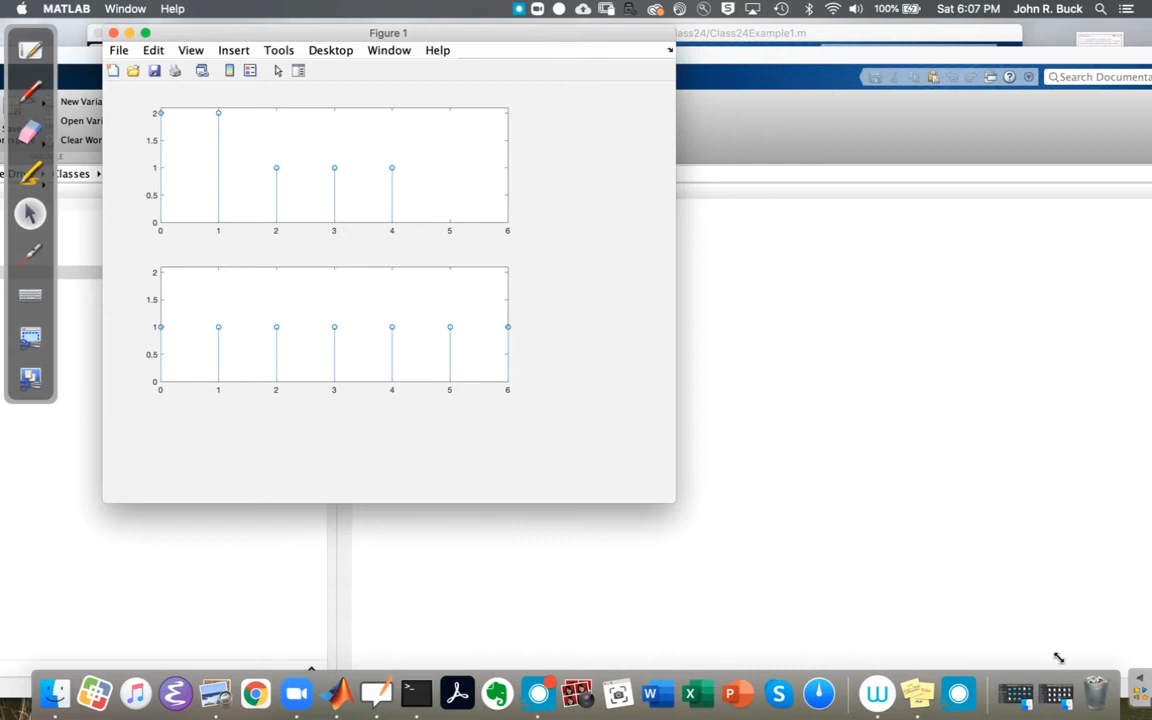 MATLAB Window Help
100% Sat 6:07 PM John R. Buck
Figure 1
lass24/Class24Example1.m
File Edit View Insert Tools Desktop Window Help
New Varia
Open Vari
Clear Wor
Search Documenta
Classes
2
1.5
1
0.5
0
0 1 2 3 4 5 6
2
1.5
1
0.5
0
0 1 2 3 4 5 6